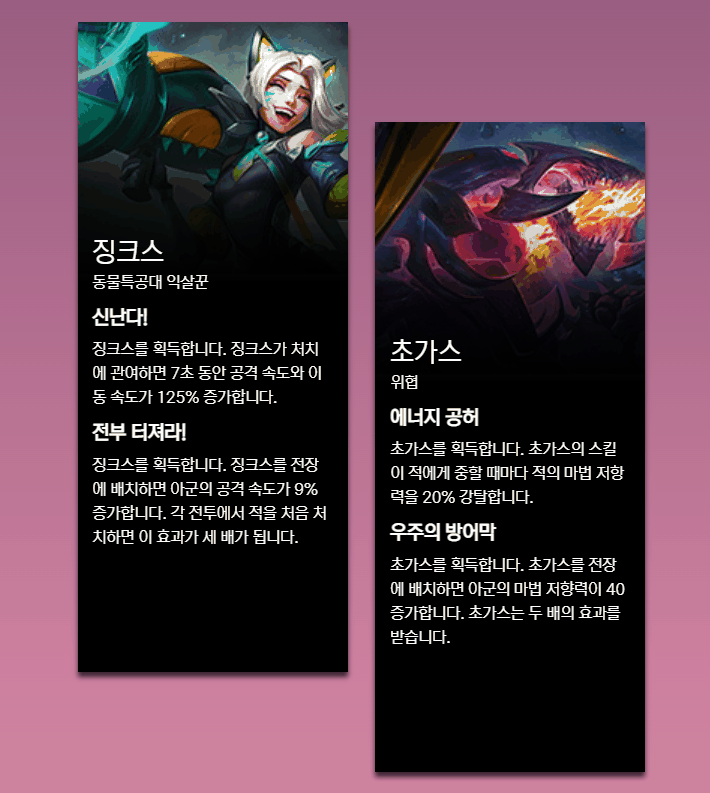 징크스
동물특공대 익살꾼
신난다!
징크스를 획득합니다. 징크스가 처치
에 관여하면 7초 동안 공격 속도와 이
동 속도가 125% 증가합니다.
전부 터져라!
징크스를 획득합니다. 징크스를 전장
에 배치하면 아군의 공격 속도가 9%
증가합니다. 각 전투에서 적을 처음 처
치하면 이 효과가 세 배가 됩니다.
초가스
위협
에너지 공허
초가스를 획득합니다. 초가스의 스킬
이 적에게 중할 때마다 적의 마법 저항
력을 20% 강탈합니다.
우주의 방어막
초가스를 획득합니다. 초가스를 전장
에 배치하면 아군의 마법 저항력이 40
증가합니다. 초가스는 두 배의 효과를
받습니다.